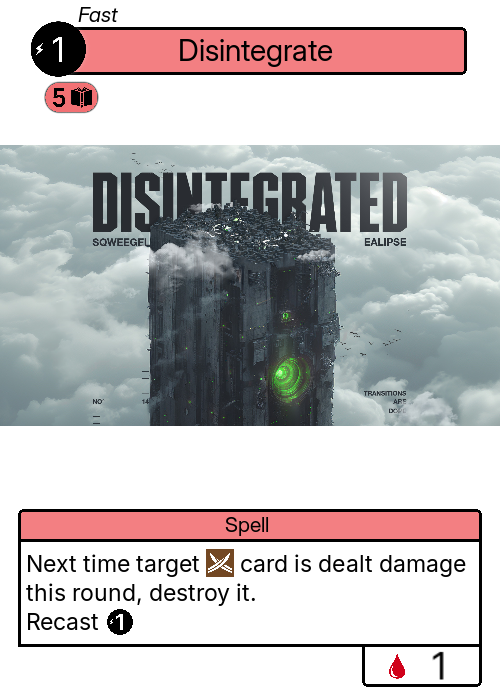 Fast
1 Disintegrate
5
DISINTEGRATED
SQWEEGEL EALIPSE
TRANSITIONS
ARE
Spell
Next time target card is dealt damage
this round, destroy it.
Recast 1
1